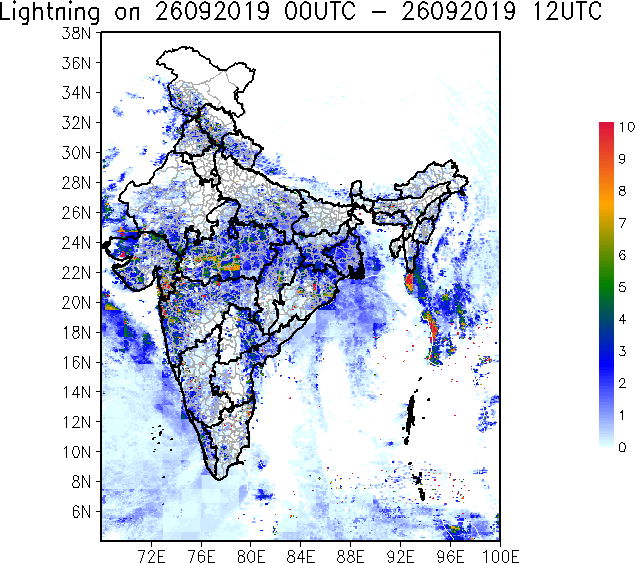 Lightning on 26092019 00UTC – 26092019 12UTC
38N
36N
34N
32N
30N
28N
26N
24N
22N
20N
18N
16N
14N
12N
10N
8N
6N
72E 76E 80E 84E 88E 92E 96E 100E
10
9
8
7
6
5
4
3
2
1
0